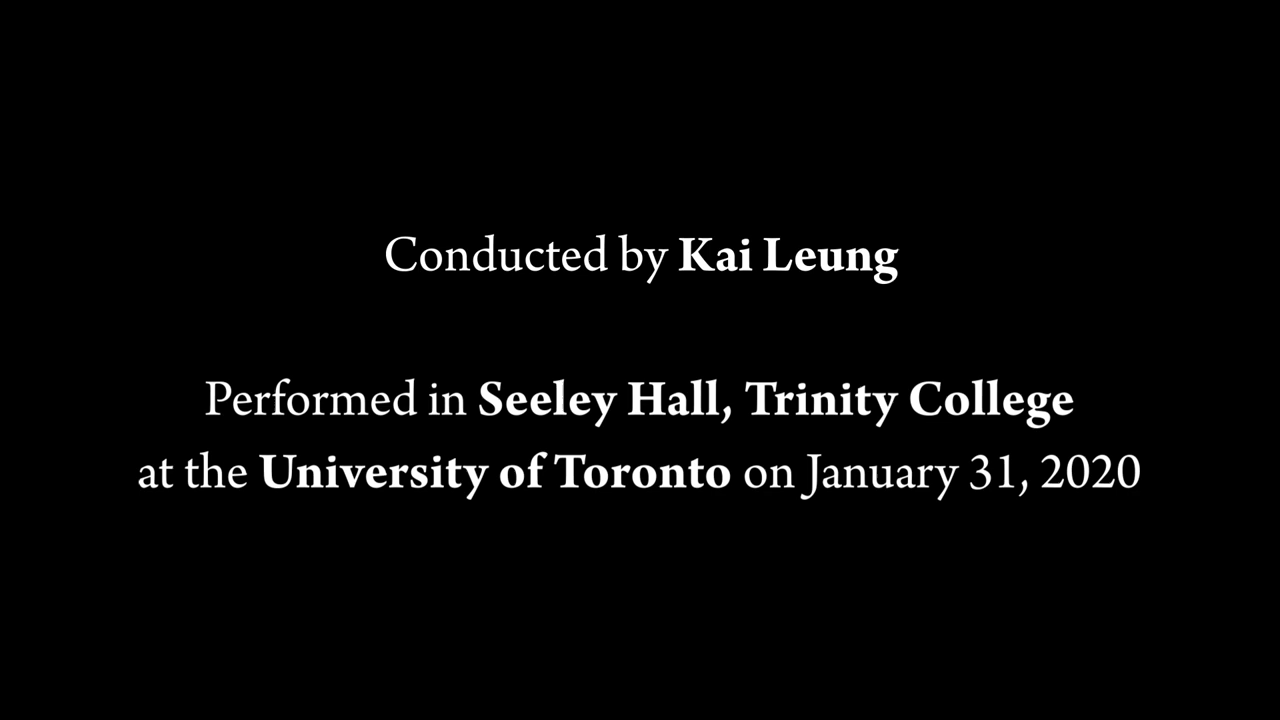 Conducted by Kai Leung
Performed in Seeley Hall, Trinity College
at the University of Toronto on January 31, 2020